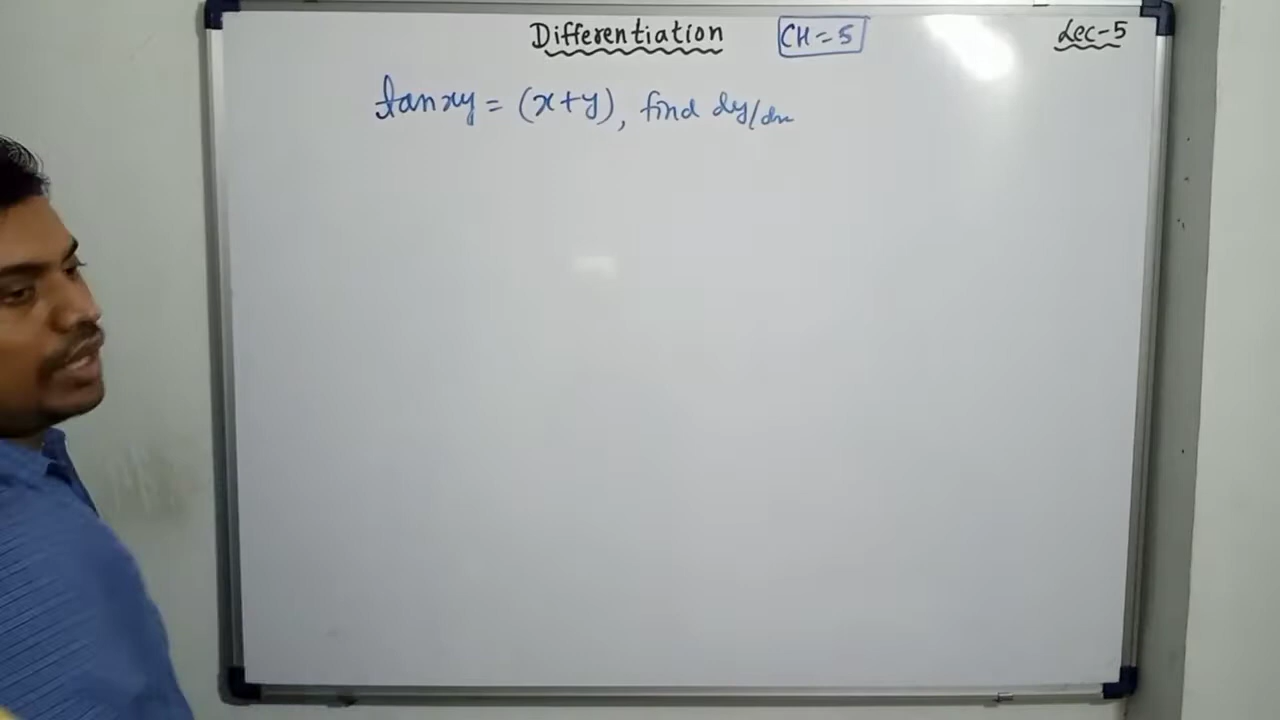 Differentiation CH = 5 Lec-5
tan xy = (x+y), find dy/dx